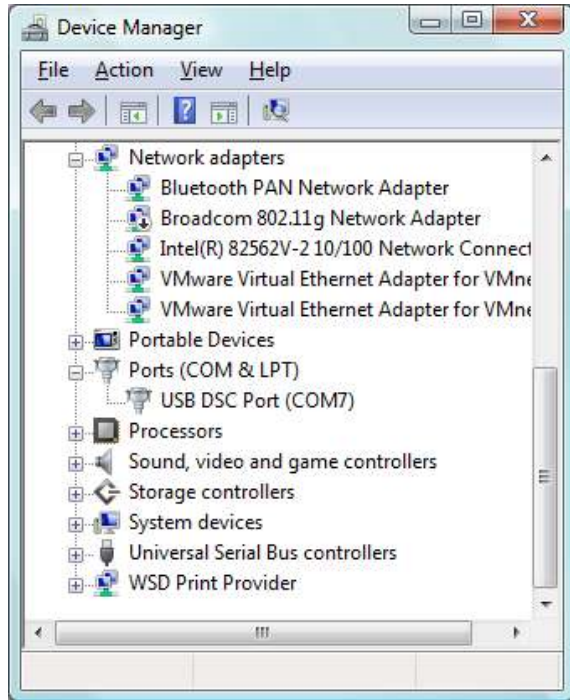 Device Manager
File Action View Help
Network adapters
Bluetooth PAN Network Adapter
Broadcom 802.11g Network Adapter
Intel(R) 82562V-2 10/100 Network Connect
VMware Virtual Ethernet Adapter for VMne
VMware Virtual Ethernet Adapter for VMne
Portable Devices
Ports (COM & LPT)
USB DSC Port (COM7)
Processors
Sound, video and game controllers
Storage controllers
System devices
Universal Serial Bus controllers
WSD Print Provider